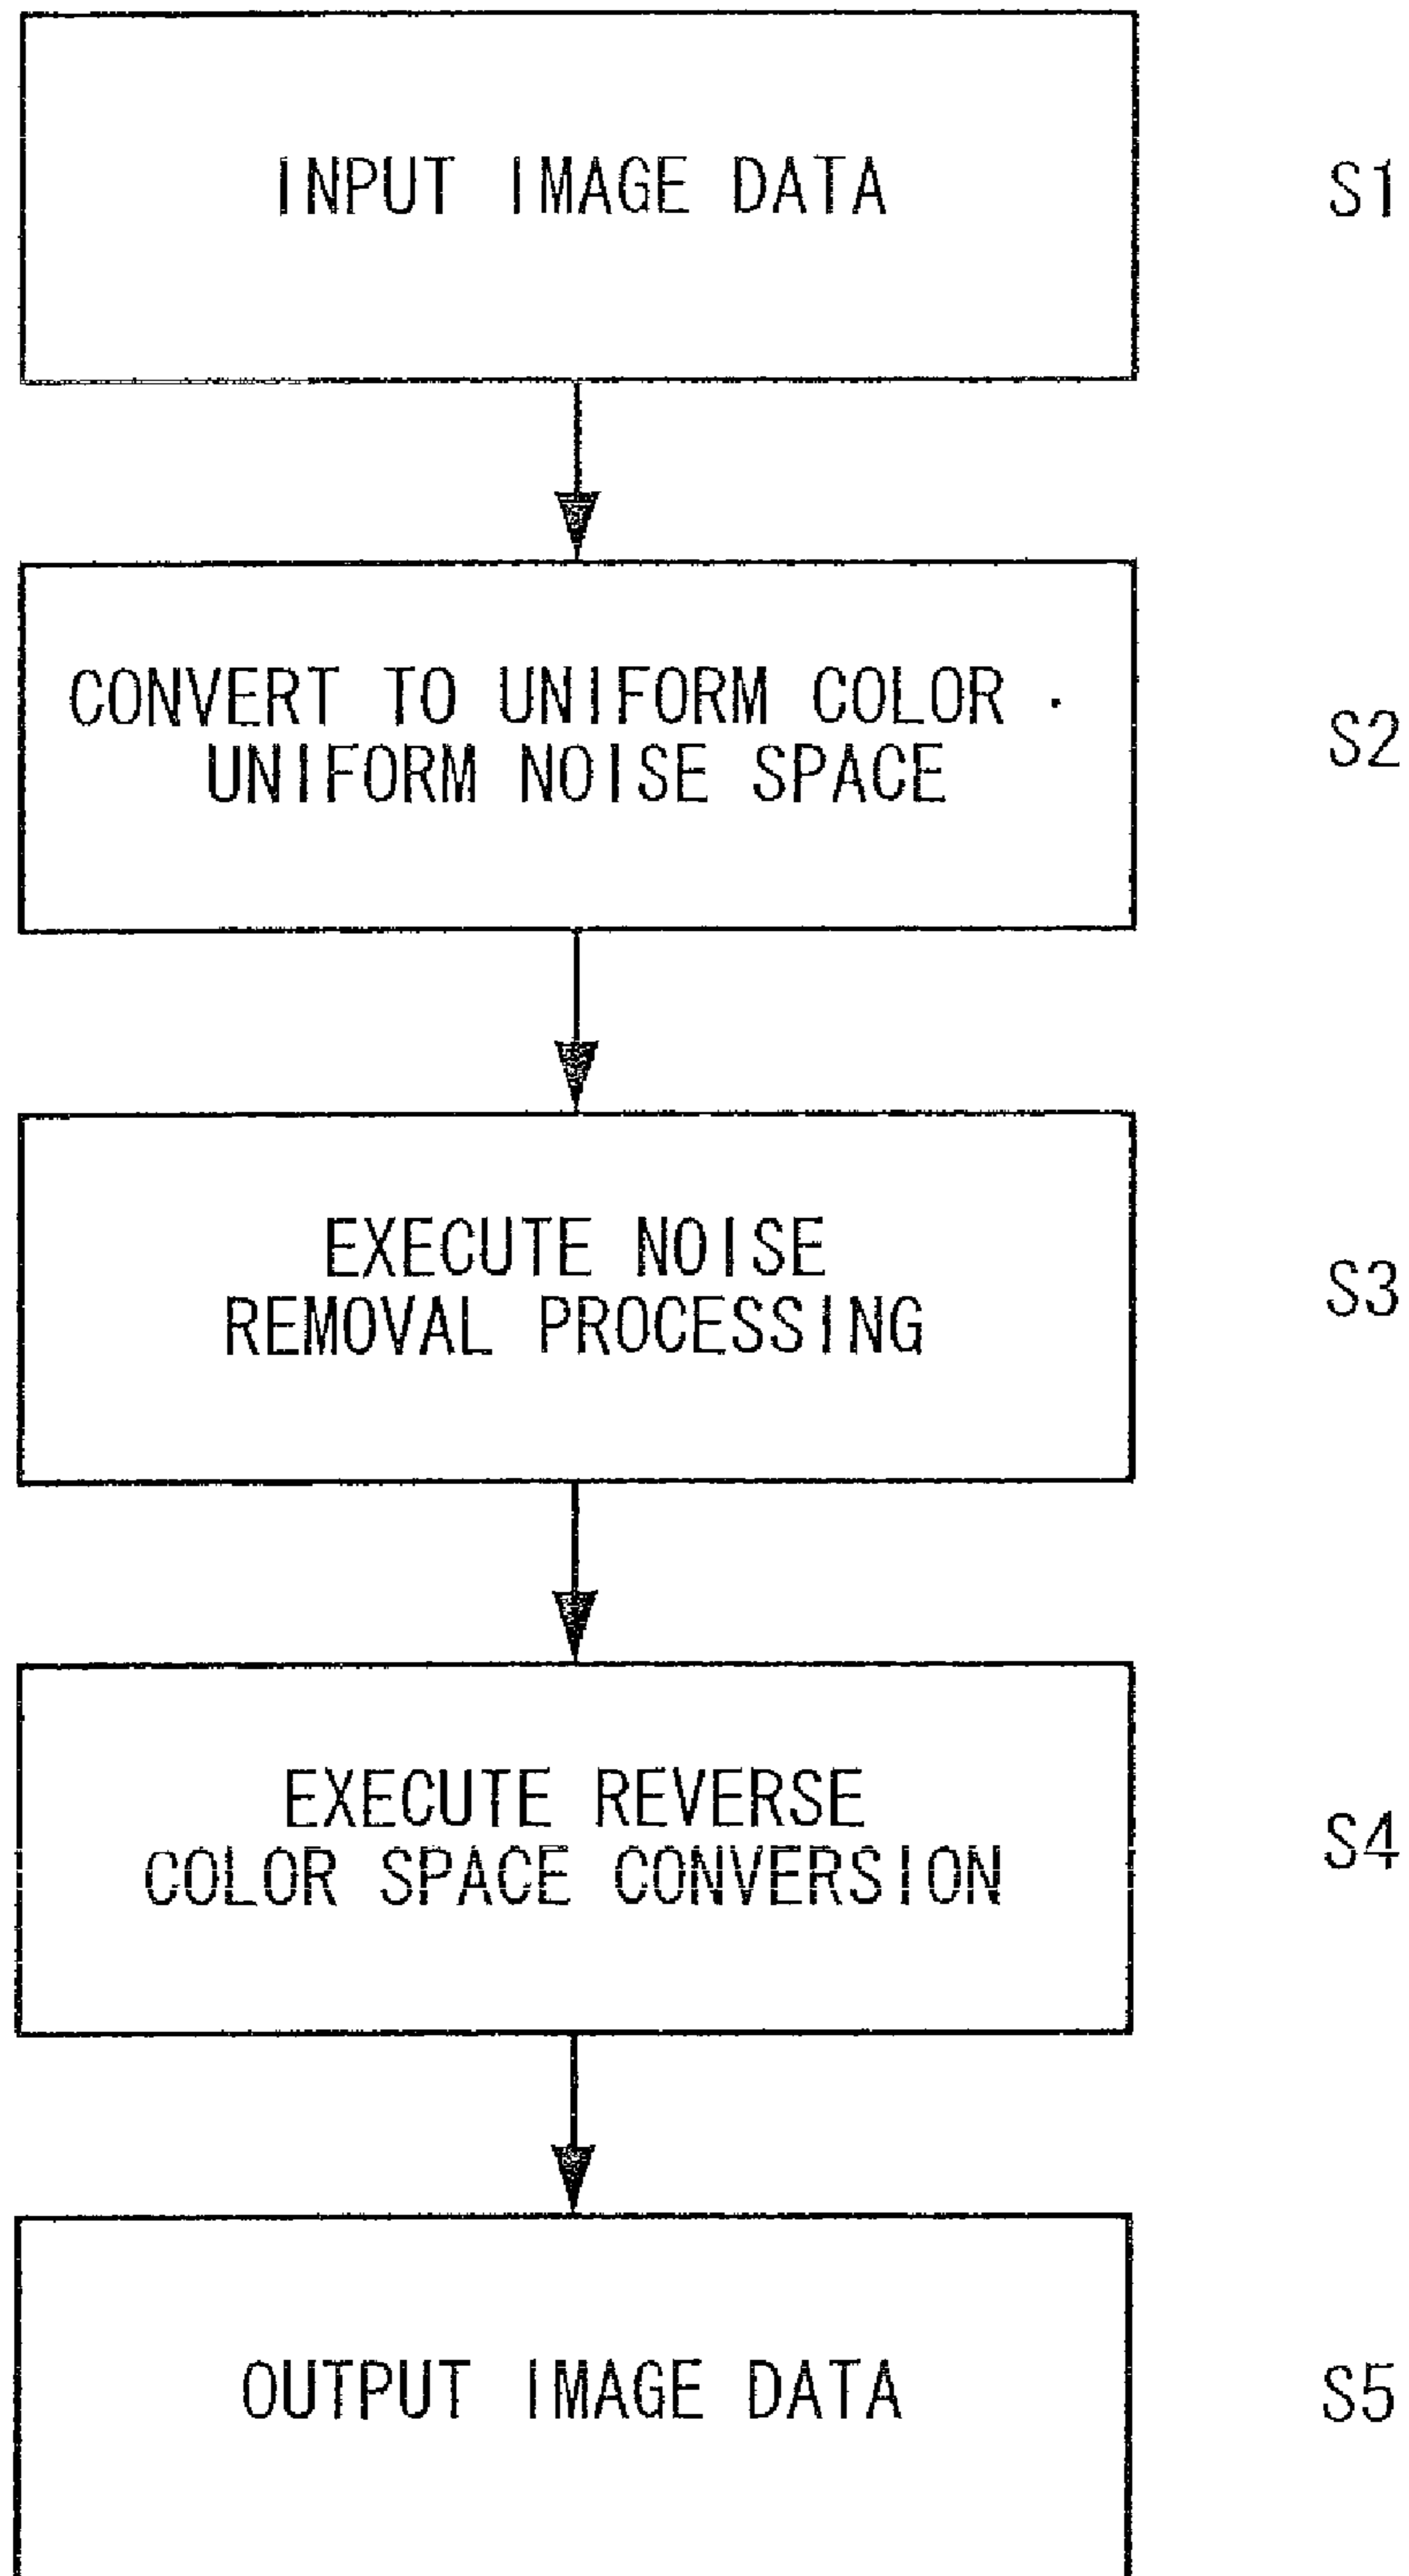 INPUT IMAGE DATA
S1
CONVERT TO UNIFORM COLOR ·
UNIFORM NOISE SPACE
S2
EXECUTE NOISE
REMOVAL PROCESSING
S3
EXECUTE REVERSE
COLOR SPACE CONVERSION
S4
OUTPUT IMAGE DATA
S5